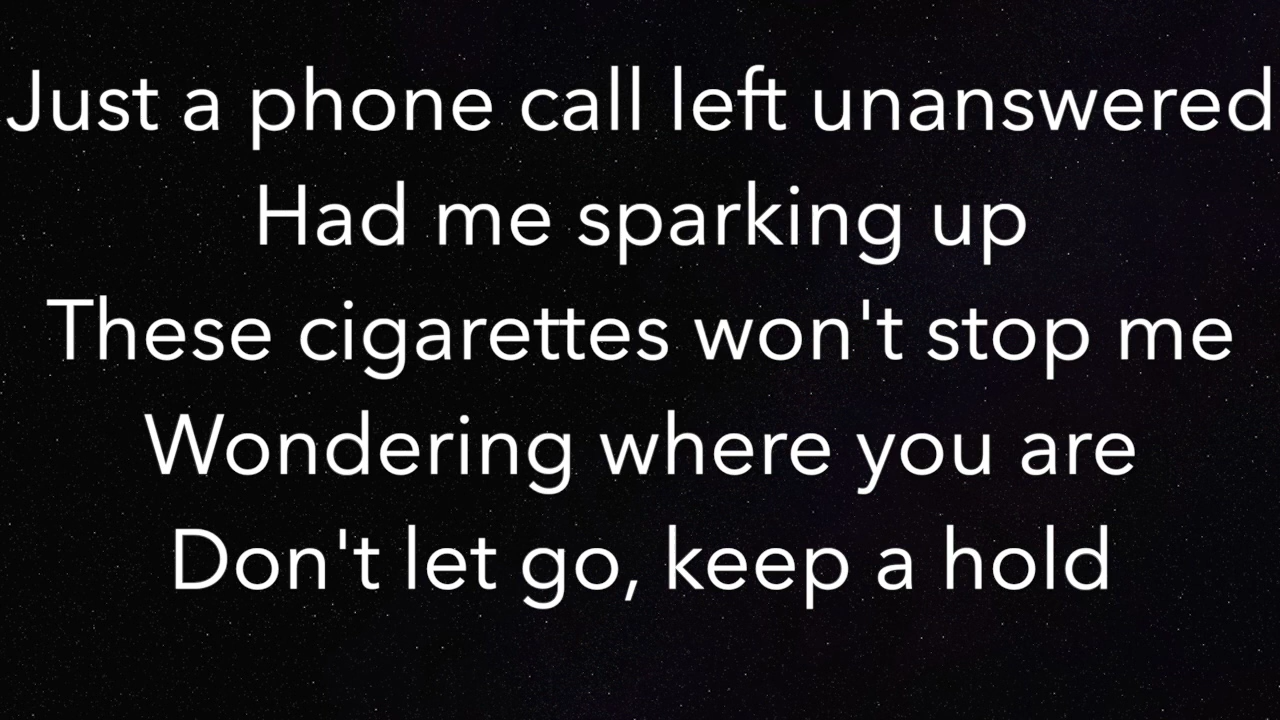 Just a phone call left unanswered
Had me sparking up
These cigarettes won't stop me
Wondering where you are
Don't let go, keep a hold